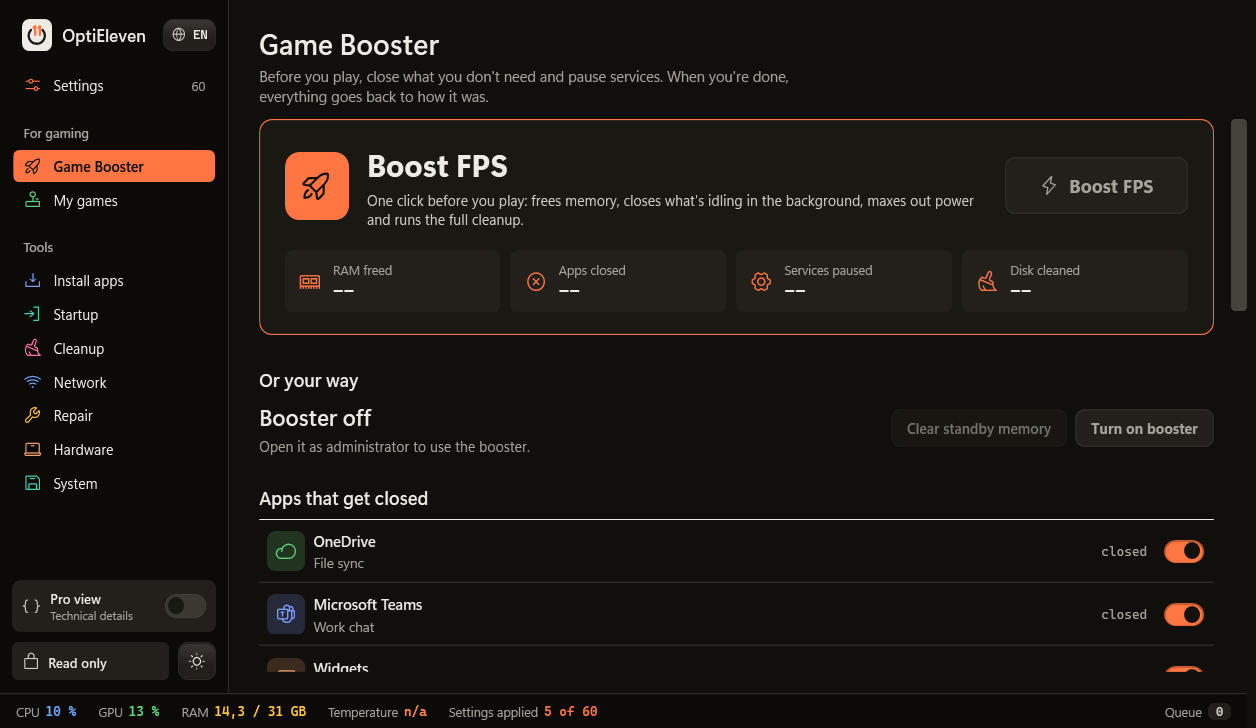 OptiEleven
EN
Settings
60
For gaming
Game Booster
My games
Tools
Install apps
Startup
Cleanup
Network
Repair
Hardware
System
{ }
Pro view
Technical details
Read only
Game Booster
Before you play, close what you don't need and pause services. When you're done,
everything goes back to how it was.
Boost FPS
One click before you play: frees memory, closes what's idling in the background, maxes out power
and runs the full cleanup.
Boost FPS
RAM freed
——
Apps closed
——
Services paused
——
Disk cleaned
——
Or your way
Booster off
Open it as administrator to use the booster.
Clear standby memory
Turn on booster
Apps that get closed
OneDrive
File sync
closed
Microsoft Teams
Work chat
closed
Widgets
CPU 10 %
GPU 13 %
RAM 14,3 / 31 GB
Temperature n/a
Settings applied 5 of 60
Queue 0